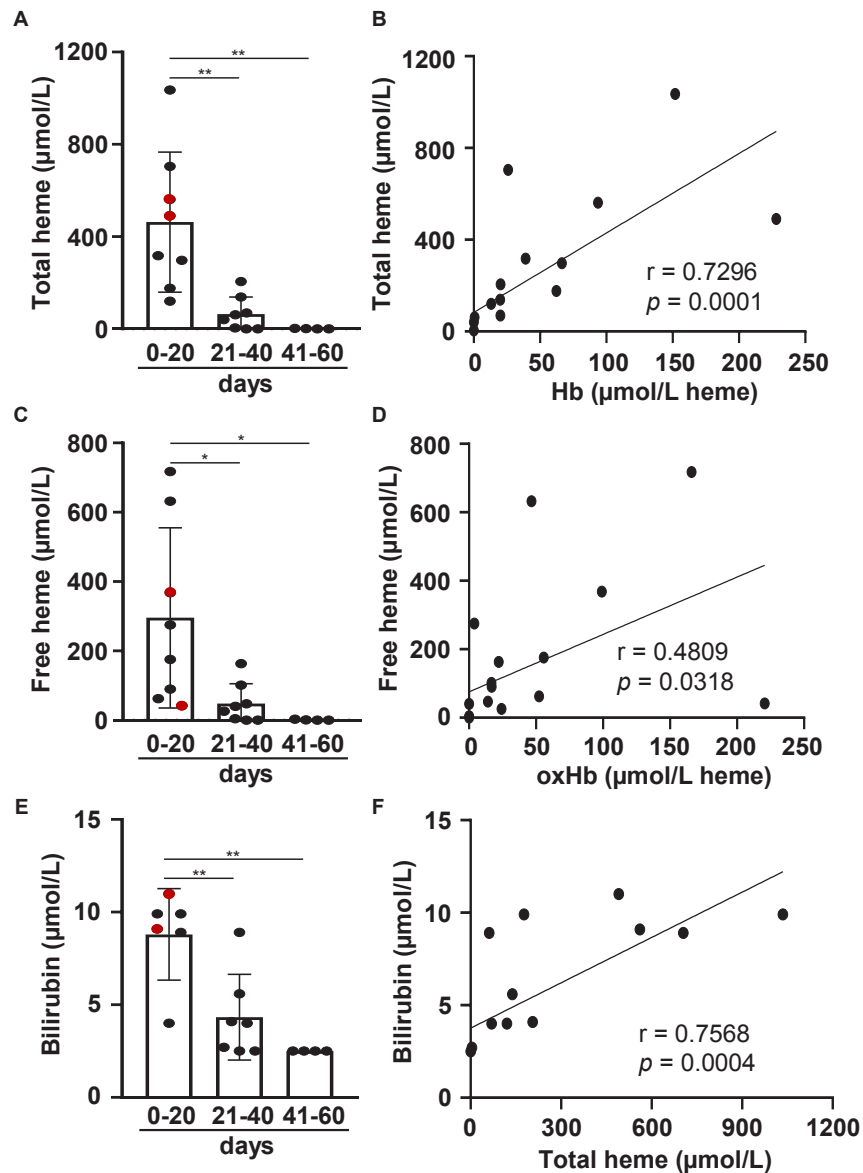 A
Total heme (µmol/L)
1200
800
400
0
**
**
0-20 21-40 41-60
days
B
Total heme (µmol/L)
1200
800
400
0
r = 0.7296
p = 0.0001
0 50 100 150 200 250
Hb (µmol/L heme)
C
Free heme (µmol/L)
800
600
400
200
0
*
*
0-20 21-40 41-60
days
D
Free heme (µmol/L)
800
600
400
200
0
r = 0.4809
p = 0.0318
0 50 100 150 200 250
oxHb (µmol/L heme)
E
Bilirubin (µmol/L)
15
10
5
0
**
**
0-20 21-40 41-60
days
F
Bilirubin (µmol/L)
15
10
5
0
r = 0.7568
p = 0.0004
0 300 600 900 1200
Total heme (µmol/L)